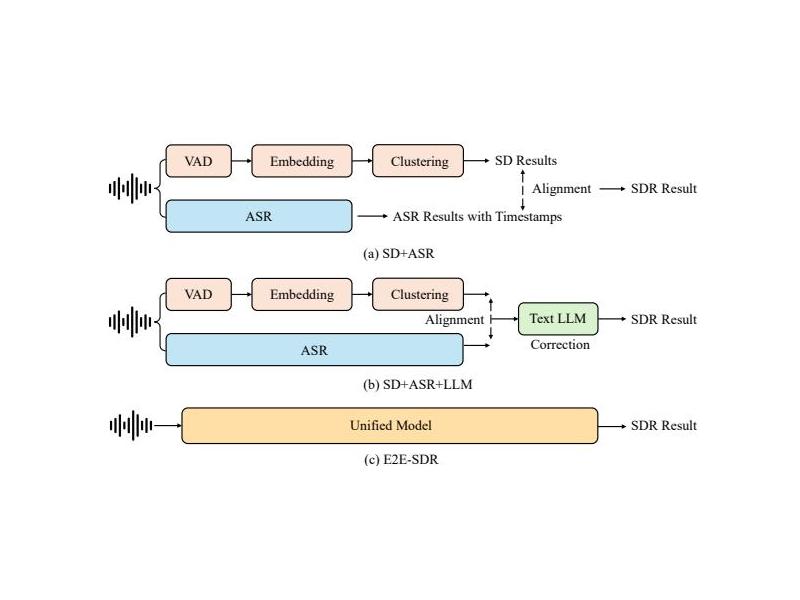 VAD Embedding Clustering SD Results
Alignment SDR Result
ASR ASR Results with Timestamps
(a) SD+ASR
VAD Embedding Clustering
Alignment Text LLM SDR Result
ASR Correction
(b) SD+ASR+LLM
Unified Model SDR Result
(c) E2E-SDR